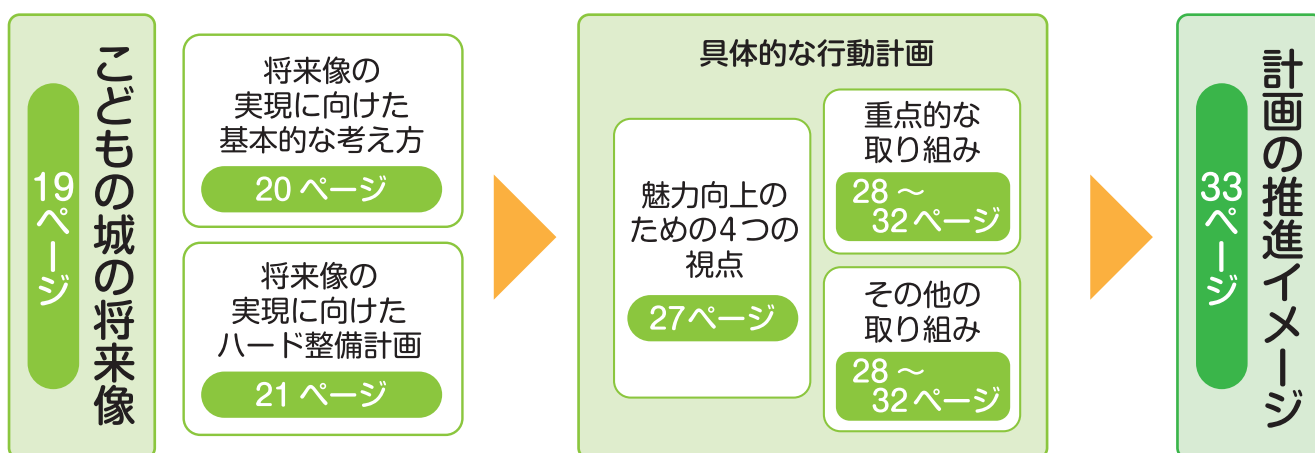 こどもの城の将来像
19ページ
将来像の
実現に向けた
基本的な考え方
20 ページ
将来像の
実現に向けた
ハード整備計画
21 ページ
具体的な行動計画
魅力向上の
ための4つの
視点
27ページ
重点的な
取り組み
28 〜
32ページ
その他の
取り組み
28 〜
32ページ
計画の推進イメージ
33ページ